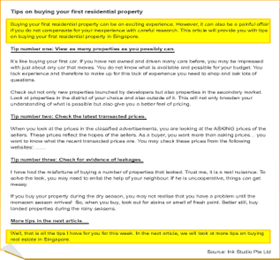 Tips on buying your first residential property
Buying your first residential property can be an exciting experience. However, it can also be a painful affair
if you do not compensate for your inexperience with careful research. This article will provide you with tips
on buying your first residential property in Singapore.
Tip number one: View as many properties as you possibly can.
It's like buying your first car. If you have not owned and driven many cars before, you may be impressed
with just about any car that moves. You do not know what is available and possible for your budget. You
lack experience and therefore to make up for this lack of experience you need to shop and ask lots of
questions.
Check out not only new properties launched by developers but also properties in the secondary market.
Look at properties in the district of your choice and also outside of it. This will not only broaden your
understanding of what is possible but also give you a better feel of pricing.
Tip number two: Check the latest transacted prices.
When you look at the prices in the classified advertisements, you are looking at the ASKING prices of the
sellers. These prices reflect the hopes of the sellers. As a buyer, you want more than asking prices... you
want to know what the recent transacted prices are. You may check these prices from the following
websites:
Tip number three: Check for evidence of leakages.
I have had the misfortune of buying a number of properties that leaked. Trust me, it is a real nuisance. To
solve the leak, you may need to enlist the help of your neighbour. If he is uncooperative, things can get
messy.
If you buy your property during the dry season, you may not realise that you have a problem until the
monsoon season arrives! So, when you buy, look out for stains or smell of fresh paint. Better still, buy
landed properties during the rainy seasons.
More tips in the next article....
Well, that is all the tips I have for you for this week. In the next article, we will look at more tips on buying
real estate in Singapore.
Source: Ink Studio Pte Ltd